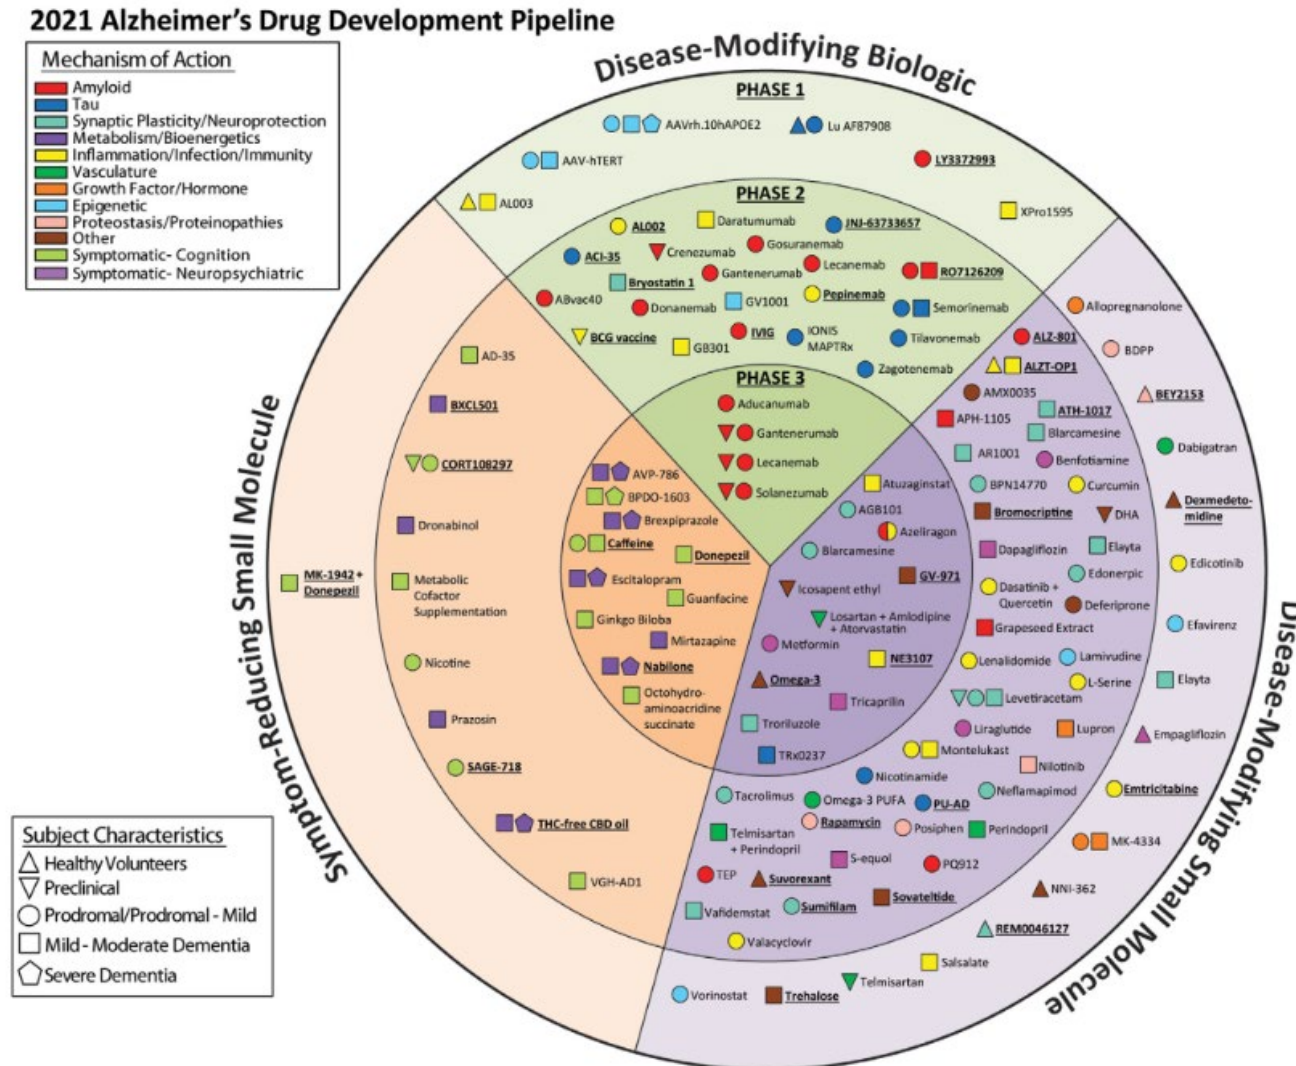 2021 Alzheimer's Drug Development Pipeline
Mechanism of Action
Amyloid
Tau
Synaptic Plasticity/Neuroprotection
Metabolism/Bioenergetics
Inflammation/Infection/Immunity
Vasculature
Growth Factor/Hormone
Epigenetic
Proteostasis/Proteinopathies
Other
Symptomatic- Cognition
Symptomatic- Neuropsychiatric
Disease-Modifying Biologic
PHASE 1
AAVrh.10hAPOE2
Lu AF87908
AAV-hTERT
LY3372993
AL003
XPro1595
PHASE 2
AL002
Daratumumab
JNJ-63733657
ACI-35
Crenezumab
Gosuranemab
Lecanemab
Bryostatin 1
Gantenerumab
RO7126209
ABvac40
Donanemab
GV1001
Pepinemab
Semorinemab
BCG vaccine
GB301
IVIG
IONIS
MAPTRx
Tilavonemab
Zagotenemab
PHASE 3
Aducanumab
Gantenerumab
Lecanemab
Solanezumab
Symptom-Reducing Small Molecule
AD-35
BXCL501
CORT108297
Dronabinol
MK-1942 +
Donepezil
Metabolic
Cofactor
Supplementation
Nicotine
Prazosin
SAGE-718
THC-free CBD oil
VGH-AD1
AVP-786
BPDO-1603
Brexpiprazole
Caffeine
Donepezil
Escitalopram
Guanfacine
Ginkgo Biloba
Mirtazapine
Nabilone
Octohydro-
aminoacridine
succinate
Atuzaginstat
AGB101
Azeliragon
Blarcamesine
GV-971
Icosapent ethyl
Losartan + Amlodipine
+ Atorvastatin
Metformin
NE3107
Omega-3
Tricaprilin
Troriluzole
TRx0237
ALZ-801
ALZT-OP1
AMX0035
APH-1105
ATH-1017
Blarcamesine
AR1001
Benfotiamine
BPN14770
Curcumin
Bromocriptine
DHA
Dapagliflozin
Elayta
Dasatinib +
Quercetin
Edonerpic
Deferiprone
Grapeseed Extract
Lenalidomide
Lamivudine
L-Serine
Levetiracetam
Liraglutide
Lupron
Montelukast
Nilotinib
Nicotinamide
Neflamapimod
Tacrolimus
Omega-3 PUFA
PU-AD
Telmisartan
+ Perindopril
Rapamycin
Posiphen
Perindopril
S-equol
PQ912
TEP
Suvorexant
Sovateltide
Vafidemstat
Sumifilam
Valacyclovir
Allopregnanolone
BDPP
BEY2153
Dabigatran
Dexmedeto-
midine
Edicotinib
Efavirenz
Elayta
Empagliflozin
Emtricitabine
MK-4334
NNI-362
REM0046127
Salsalate
Telmisartan
Trehalose
Vorinostat
Disease-Modifying Small Molecule
Subject Characteristics
Healthy Volunteers
Preclinical
Prodromal/Prodromal - Mild
Mild - Moderate Dementia
Severe Dementia